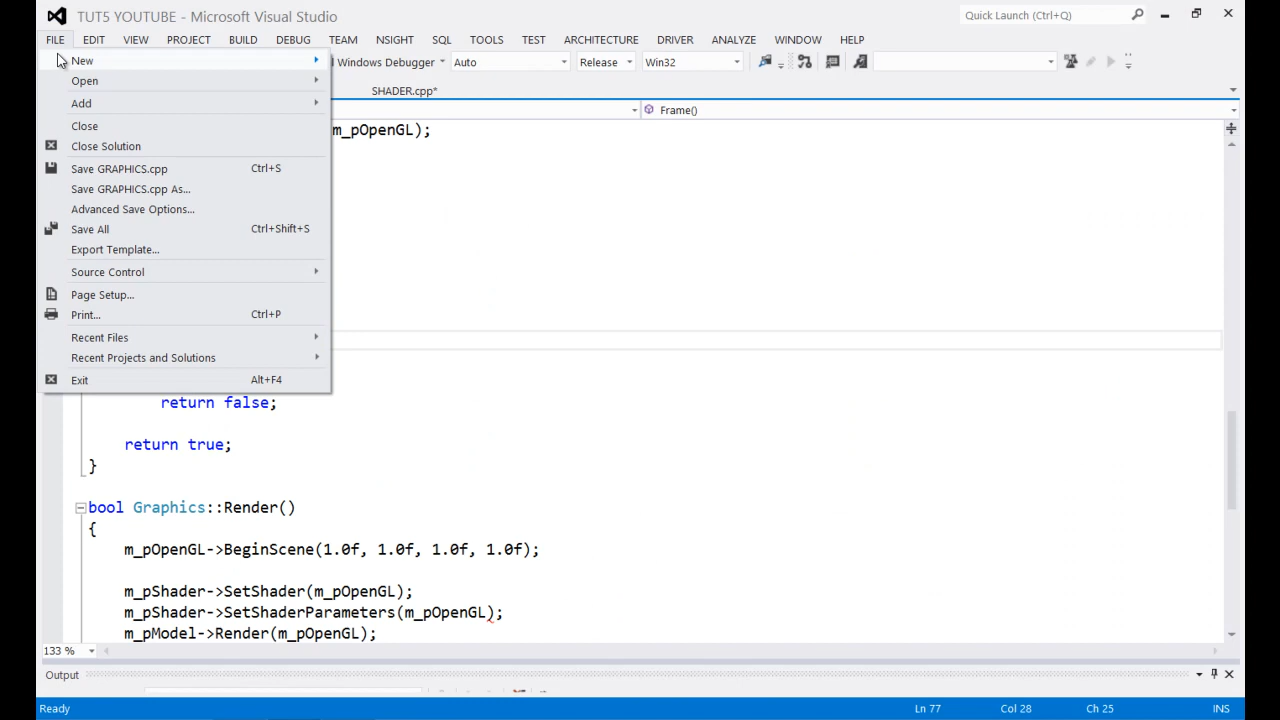 TUT5 YOUTUBE - Microsoft Visual Studio
Quick Launch (Ctrl+Q)
FILE EDIT VIEW PROJECT BUILD DEBUG TEAM NSIGHT SQL TOOLS TEST ARCHITECTURE DRIVER ANALYZE WINDOW HELP
Windows Debugger Auto Release Win32
SHADER.cpp*
Frame()
m_pOpenGL);
New
Open
Add
Close
Close Solution
Save GRAPHICS.cpp Ctrl+S
Save GRAPHICS.cpp As...
Advanced Save Options...
Save All Ctrl+Shift+S
Export Template...
Source Control
Page Setup...
Print... Ctrl+P
Recent Files
Recent Projects and Solutions
Exit Alt+F4
return false;
return true;
}
bool Graphics::Render()
{
m_pOpenGL->BeginScene(1.0f, 1.0f, 1.0f, 1.0f);
m_pShader->SetShader(m_pOpenGL);
m_pShader->SetShaderParameters(m_pOpenGL);
m_pModel->Render(m_pOpenGL);
133 %
Output
Ready Ln 77 Col 28 Ch 25 INS